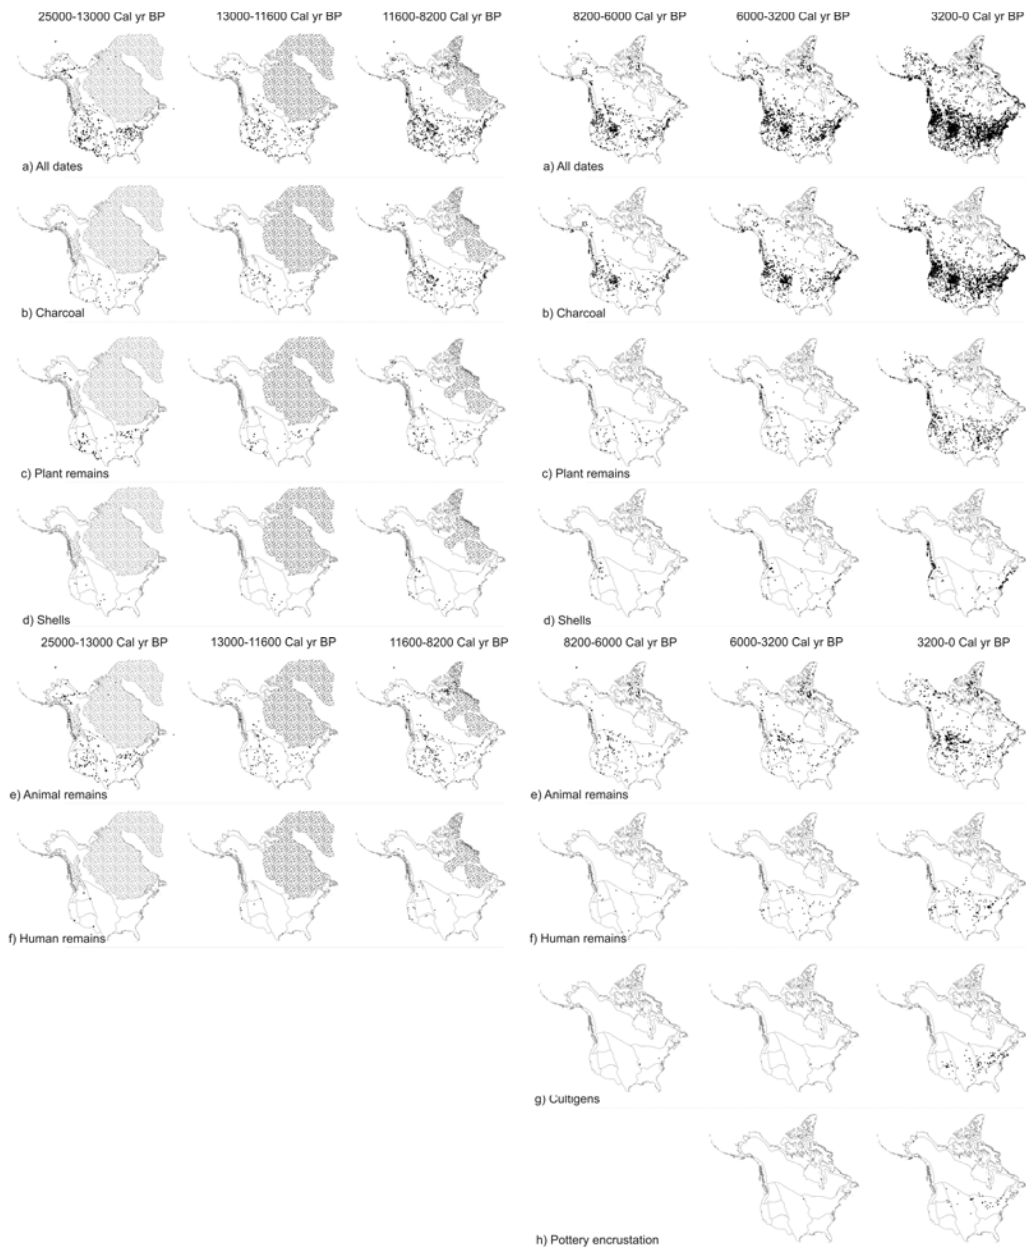 25000-13000 Cal yr BP 13000-11600 Cal yr BP 11600-8200 Cal yr BP 8200-6000 Cal yr BP 6000-3200 Cal yr BP 3200-0 Cal yr BP
a) All dates a) All dates
b) Charcoal b) Charcoal
c) Plant remains c) Plant remains
d) Shells d) Shells
25000-13000 Cal yr BP 13000-11600 Cal yr BP 11600-8200 Cal yr BP 8200-6000 Cal yr BP 6000-3200 Cal yr BP 3200-0 Cal yr BP
e) Animal remains e) Animal remains
f) Human remains f) Human remains
g) Cultigens
h) Pottery encrustation